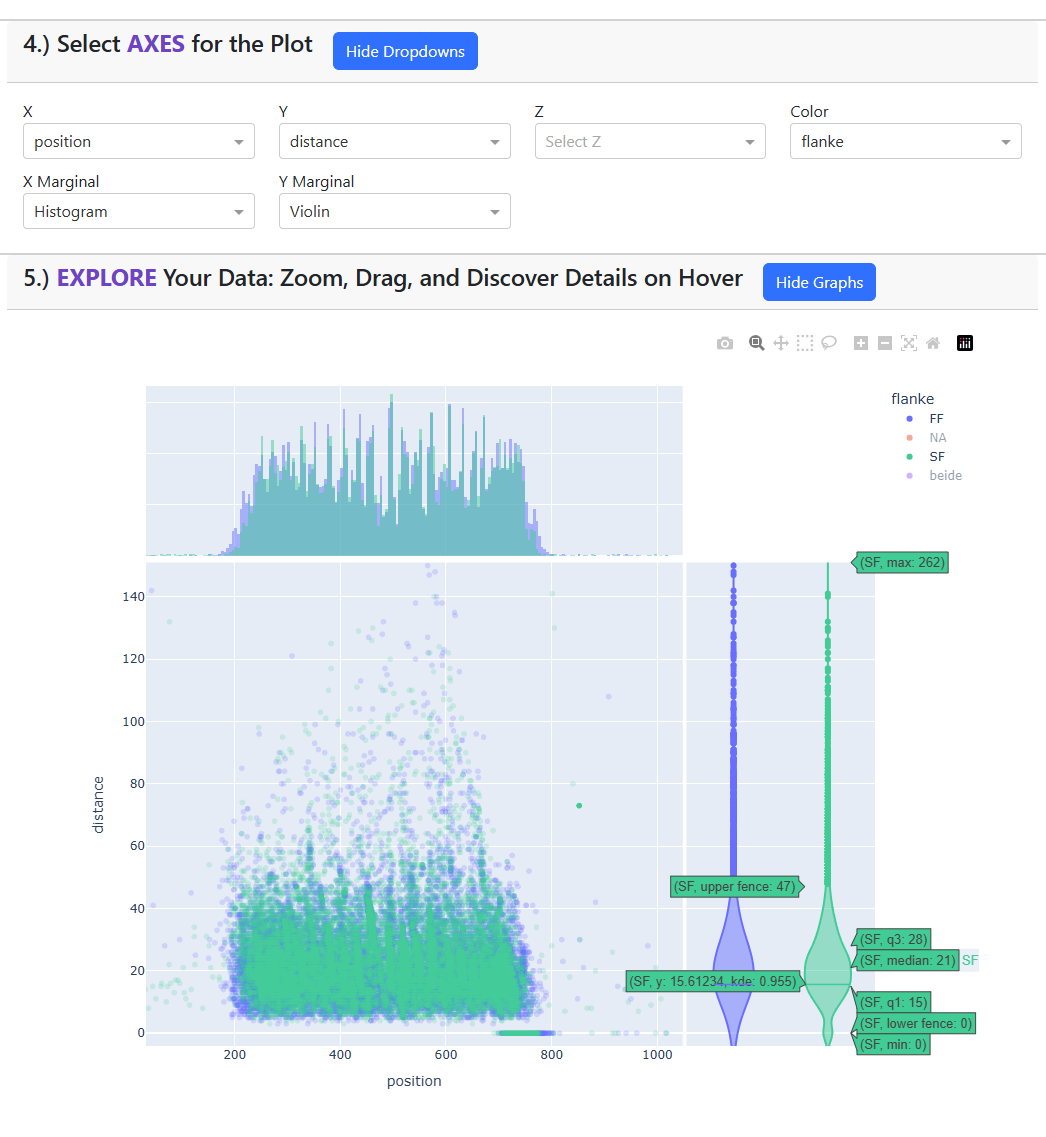 4.) Select AXES for the Plot Hide Dropdowns
X Y Z Color
position distance Select Z flanke
X Marginal Y Marginal
Histogram Violin
5.) EXPLORE Your Data: Zoom, Drag, and Discover Details on Hover Hide Graphs
flanke
FF
NA
SF
beide
(SF, max: 262)
140
120
100
80
60
40
20
0
distance
(SF, upper fence: 47)
(SF, q3: 28)
(SF, median: 21) SF
(SF, y: 15.61234, kde: 0.955)
(SF, q1: 15)
(SF, lower fence: 0)
(SF, min: 0)
200 400 600 800 1000
position